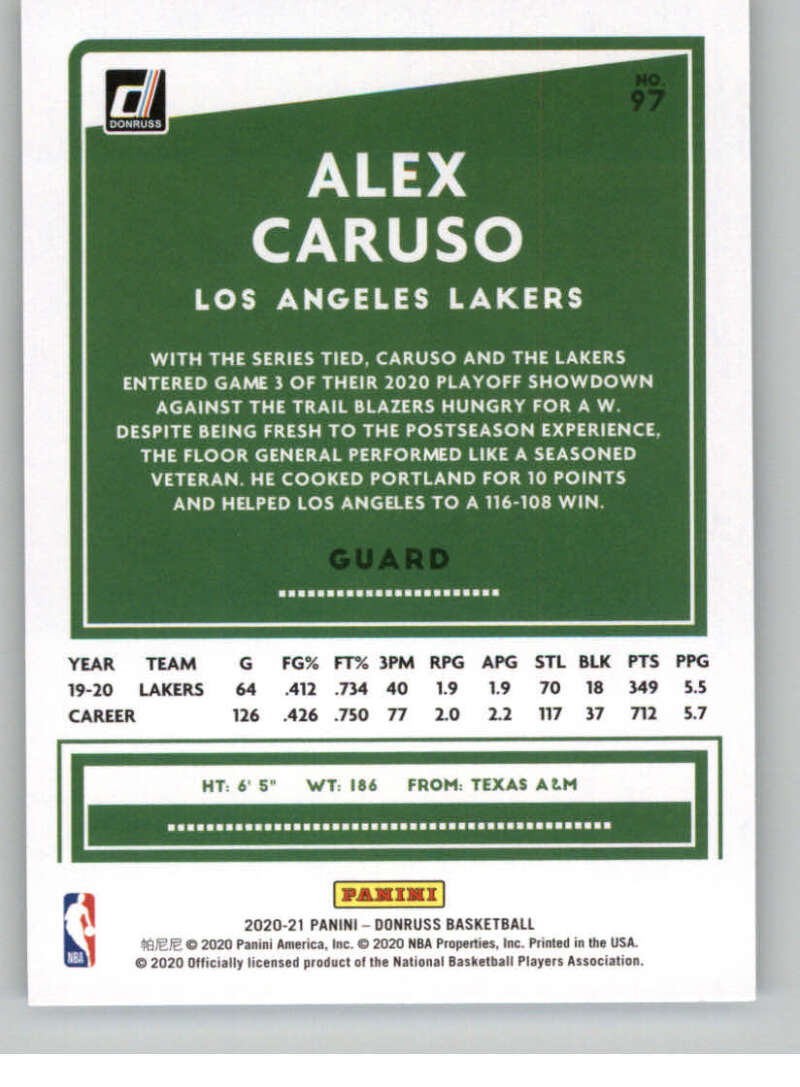 DONRUSS
NO.
97
ALEX
CARUSO
LOS ANGELES LAKERS
WITH THE SERIES TIED, CARUSO AND THE LAKERS
ENTERED GAME 3 OF THEIR 2020 PLAYOFF SHOWDOWN
AGAINST THE TRAIL BLAZERS HUNGRY FOR A W.
DESPITE BEING FRESH TO THE POSTSEASON EXPERIENCE,
THE FLOOR GENERAL PERFORMED LIKE A SEASONED
VETERAN. HE COOKED PORTLAND FOR 10 POINTS
AND HELPED LOS ANGELES TO A 116-108 WIN.
GUARD
YEAR TEAM G FG% FT% 3PM RPG APG STL BLK PTS PPG
19-20 LAKERS 64 .412 .734 40 1.9 1.9 70 18 349 5.5
CAREER 126 .426 .750 77 2.0 2.2 117 37 712 5.7
HT: 6' 5" WT: 186 FROM: TEXAS A&M
PANINI
2020-21 PANINI – DONRUSS BASKETBALL
帕尼尼 © 2020 Panini America, Inc. © 2020 NBA Properties, Inc. Printed in the USA.
© 2020 Officially licensed product of the National Basketball Players Association.
NBA